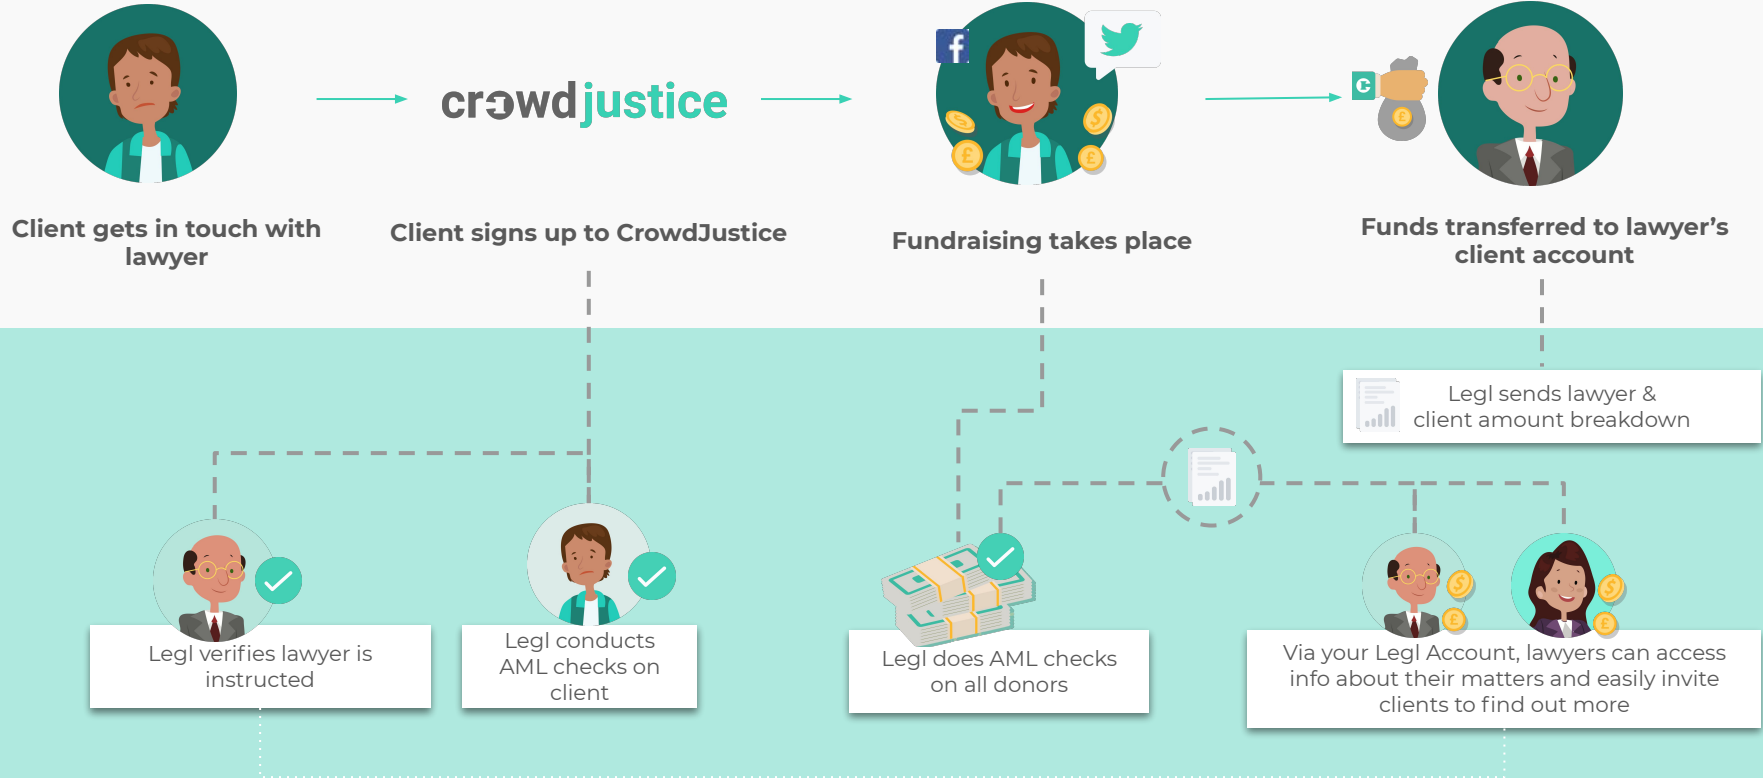 crowdjustice
Client gets in touch with
lawyer
Client signs up to CrowdJustice
Fundraising takes place
Funds transferred to lawyer’s
client account
Legl sends lawyer &
client amount breakdown
Legl verifies lawyer is
instructed
Legl conducts
AML checks on
client
Legl does AML checks
on all donors
Via your Legl Account, lawyers can access
info about their matters and easily invite
clients to find out more